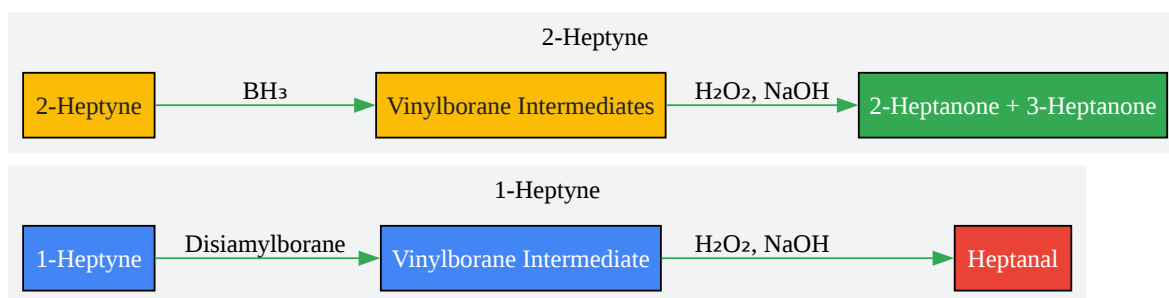 2-Heptyne
2-Heptyne
BH₃
Vinylborane Intermediates
H₂O₂, NaOH
2-Heptanone + 3-Heptanone
1-Heptyne
1-Heptyne
Disiamylborane
Vinylborane Intermediate
H₂O₂, NaOH
Heptanal